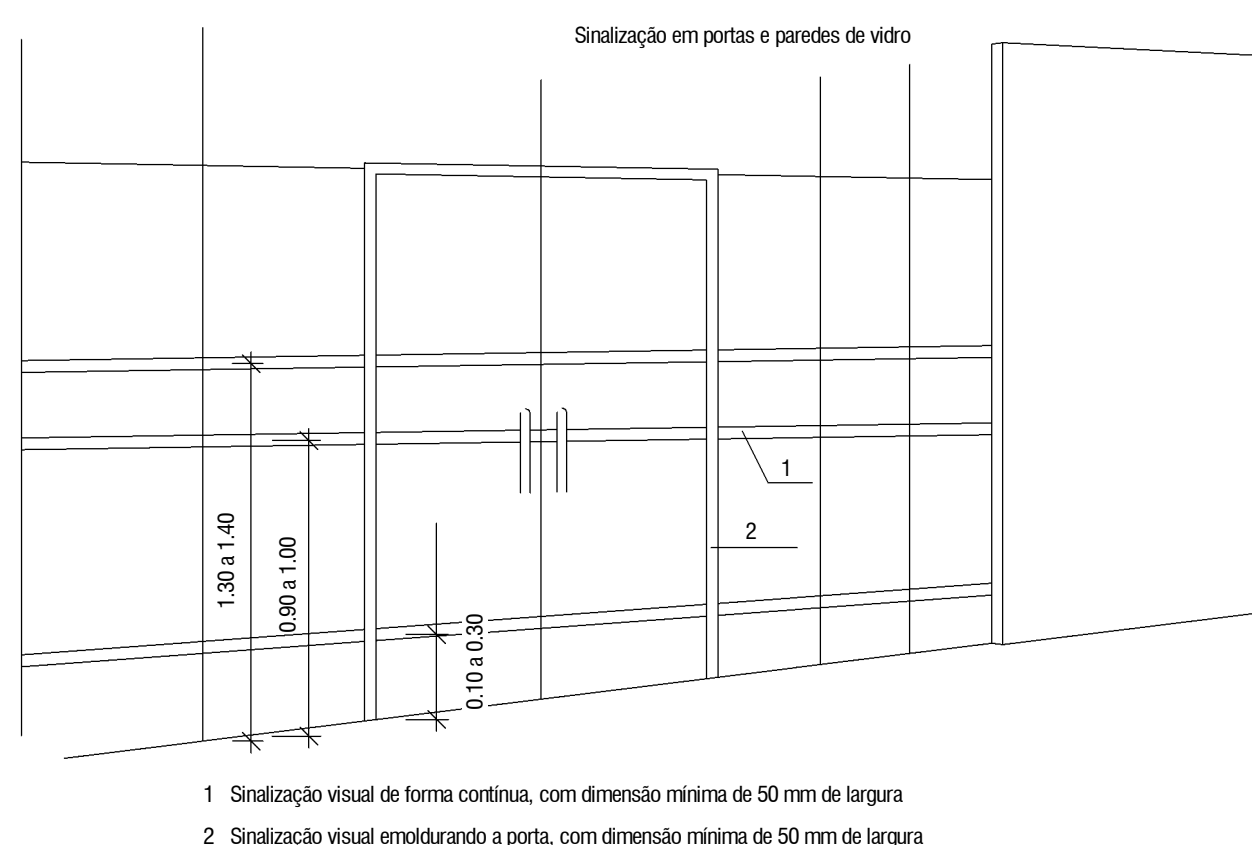 Sinalização em portas e paredes de vidro
1
2
1.30 a 1.40
0.90 a 1.00
0.10 a 0.30
1 Sinalização visual de forma contínua, com dimensão mínima de 50 mm de largura
2 Sinalização visual emoldurando a porta, com dimensão mínima de 50 mm de largura